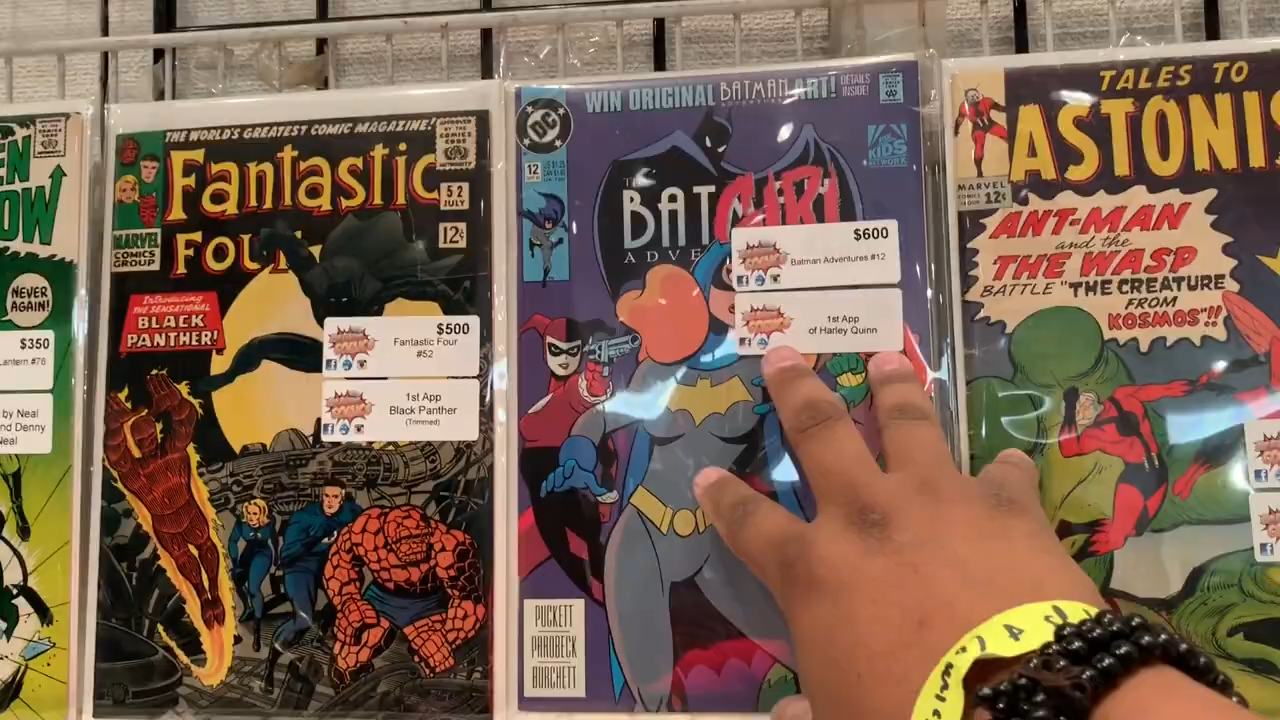 EN
OW
NEVER
AGAIN!
$350
Lantern #76
by Neal
nd Denny
Neal
THE WORLD'S GREATEST COMIC MAGAZINE!
APPROVED
BY THE
COMICS
CODE
AUTHORITY
Fantastic
Four
MARVEL
COMICS
GROUP
52
JULY
12¢
Introducing
THE SENSATIONAL
BLACK
PANTHER!
$500
Fantastic Four
#52
1st App
Black Panther
(Trimmed)
WIN ORIGINAL BATMAN ART!
DETAILS
INSIDE!
DC
12
KIDS
NETWORK
THE
BATGIRL
ADVE
$600
Batman Adventures #12
1st App
of Harley Quinn
PUCKETT
PAROBECK
BURCHETT
TALES TO
ASTONIS
MARVEL
12¢
ANT-MAN
and the
THE WASP
BATTLE "THE CREATURE
FROM
KOSMOS"!!